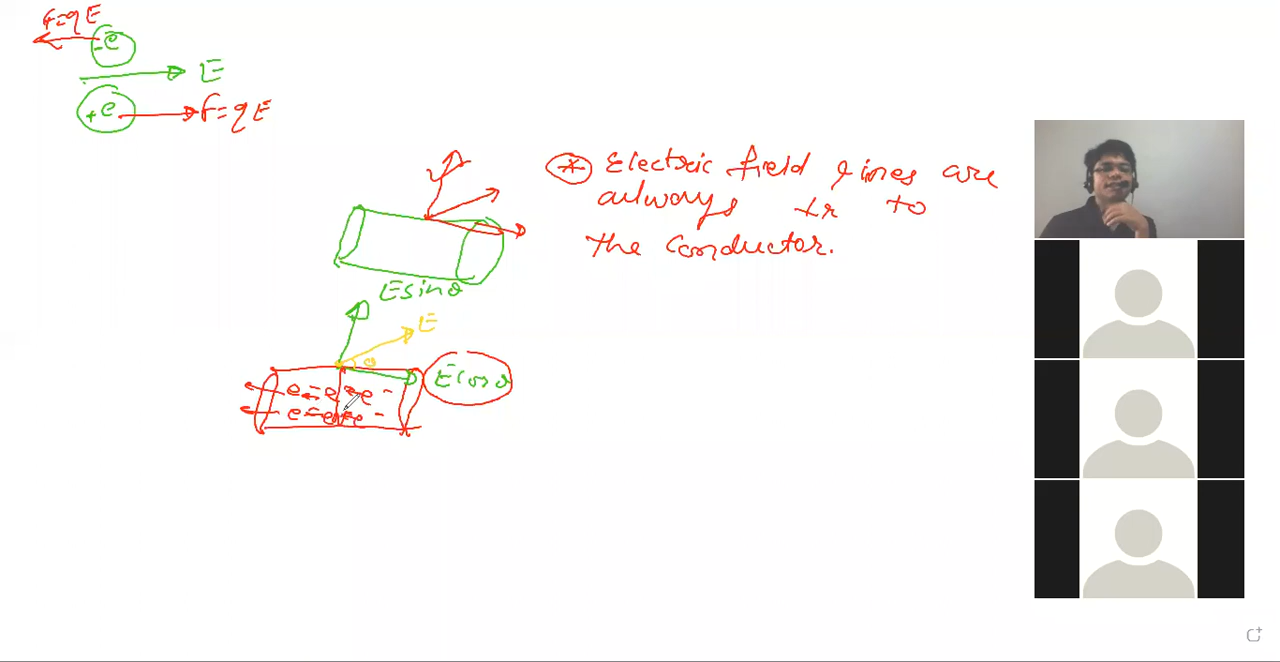 F=qE
-e
E
+e
F=qE
* Electric field lines are
always ⊥r to
the conductor.
E sinθ
E
θ
E cosθ
e- e- e-
e- e- e-